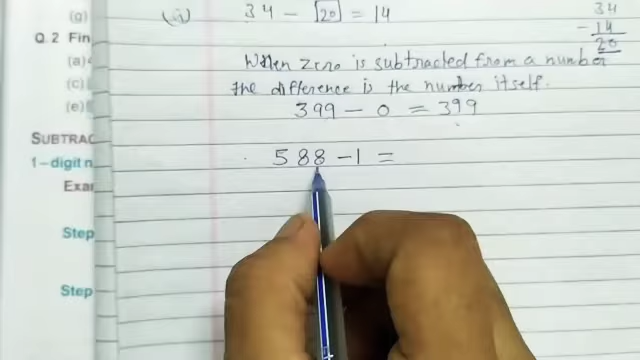 (g)
Q.2 Fin
(a)
(c)
(e)
SUBTRAC
1-digit n
Exa
Step
Step
34 - 20 = 14
34
- 14
20
When zero is subtracted from a number
the difference is the number itself.
399 - 0 = 399
588 - 1 =